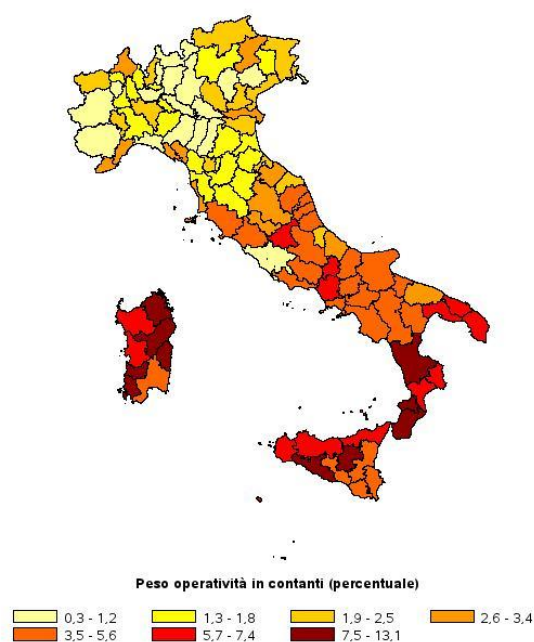 Peso operatività in contanti (percentuale)
0,3 - 1,2 1,3 - 1,8 1,9 - 2,5 2,6 - 3,4
3,5 - 5,6 5,7 - 7,4 7,5 - 13,1